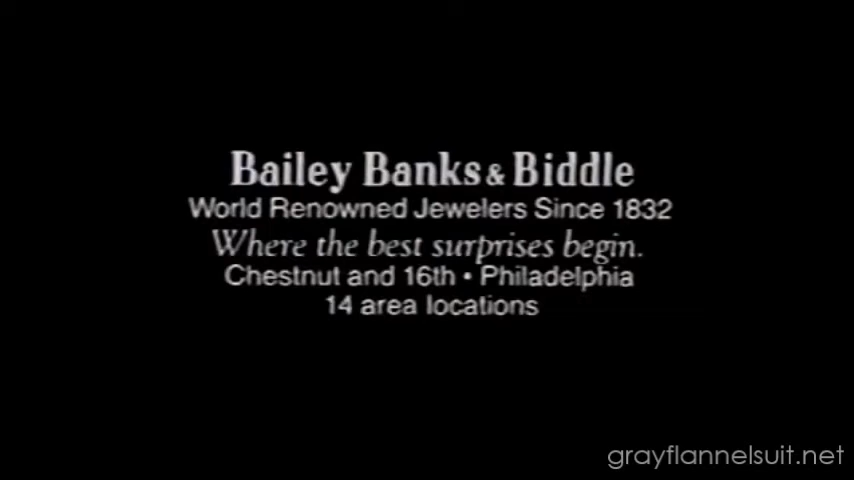 Bailey Banks & Biddle
World Renowned Jewelers Since 1832
Where the best surprises begin.
Chestnut and 16th • Philadelphia
14 area locations
grayflannelsuit.net